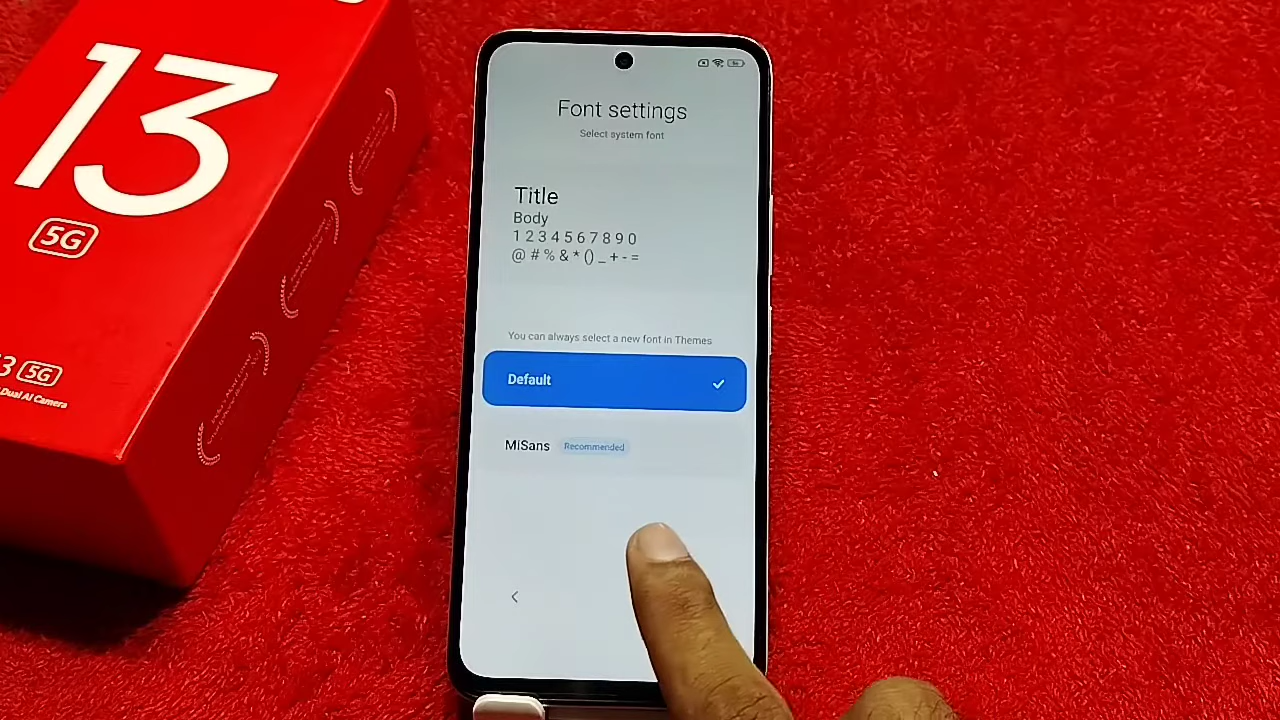 13
5G
3 5G
Dual AI Camera
Font settings
Select system font
Title
Body
1 2 3 4 5 6 7 8 9 0
@ # % & * () _ + - =
You can always select a new font in Themes
Default
MiSans Recommended